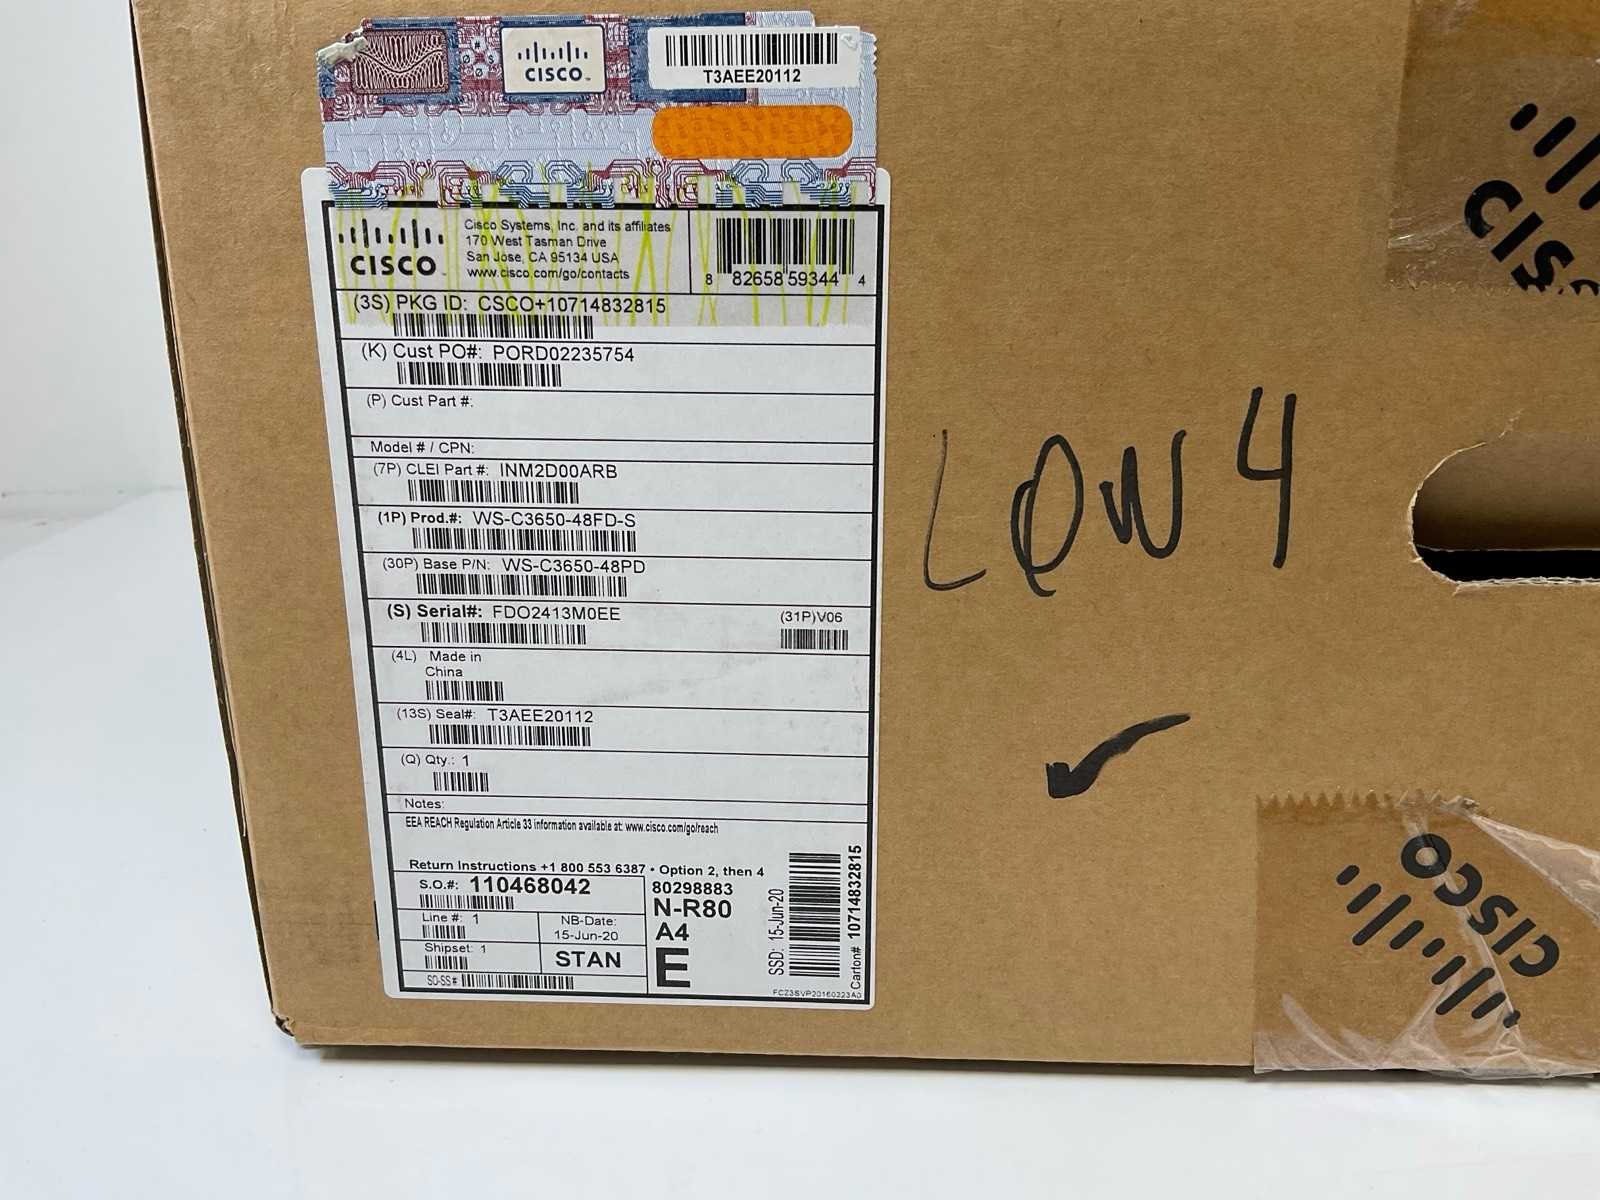 CISCO
T3AEE20112
CISCO
Cisco Systems, Inc. and its affiliates
170 West Tasman Drive
San Jose, CA 95134 USA
www.cisco.com/go/contacts
8 82658 59344 4
(3S) PKG ID: CSCO+10714832815
(K) Cust PO#: PORD02235754
(P) Cust Part #:
Model # / CPN:
(7P) CLEI Part #: INM2D00ARB
(1P) Prod.#: WS-C3650-48FD-S
(30P) Base P/N: WS-C3650-48PD
(S) Serial#: FDO2413M0EE
(31P)V06
(4L) Made in
China
(13S) Seal#: T3AEE20112
(Q) Qty.: 1
Notes:
EEA REACH Regulation Article 33 information available at: www.cisco.com/go/reach
Return Instructions +1 800 553 6387 • Option 2, then 4
S.O.#: 110468042
Line #: 1
NB-Date:
15-Jun-20
Shipset: 1
STAN
SO-SS#:
80298883
N-R80
A4
E
SSD: 15-Jun-20
Carton# 10714832815
FCZ3SVP20160223A0
4
CISCO
CISCO